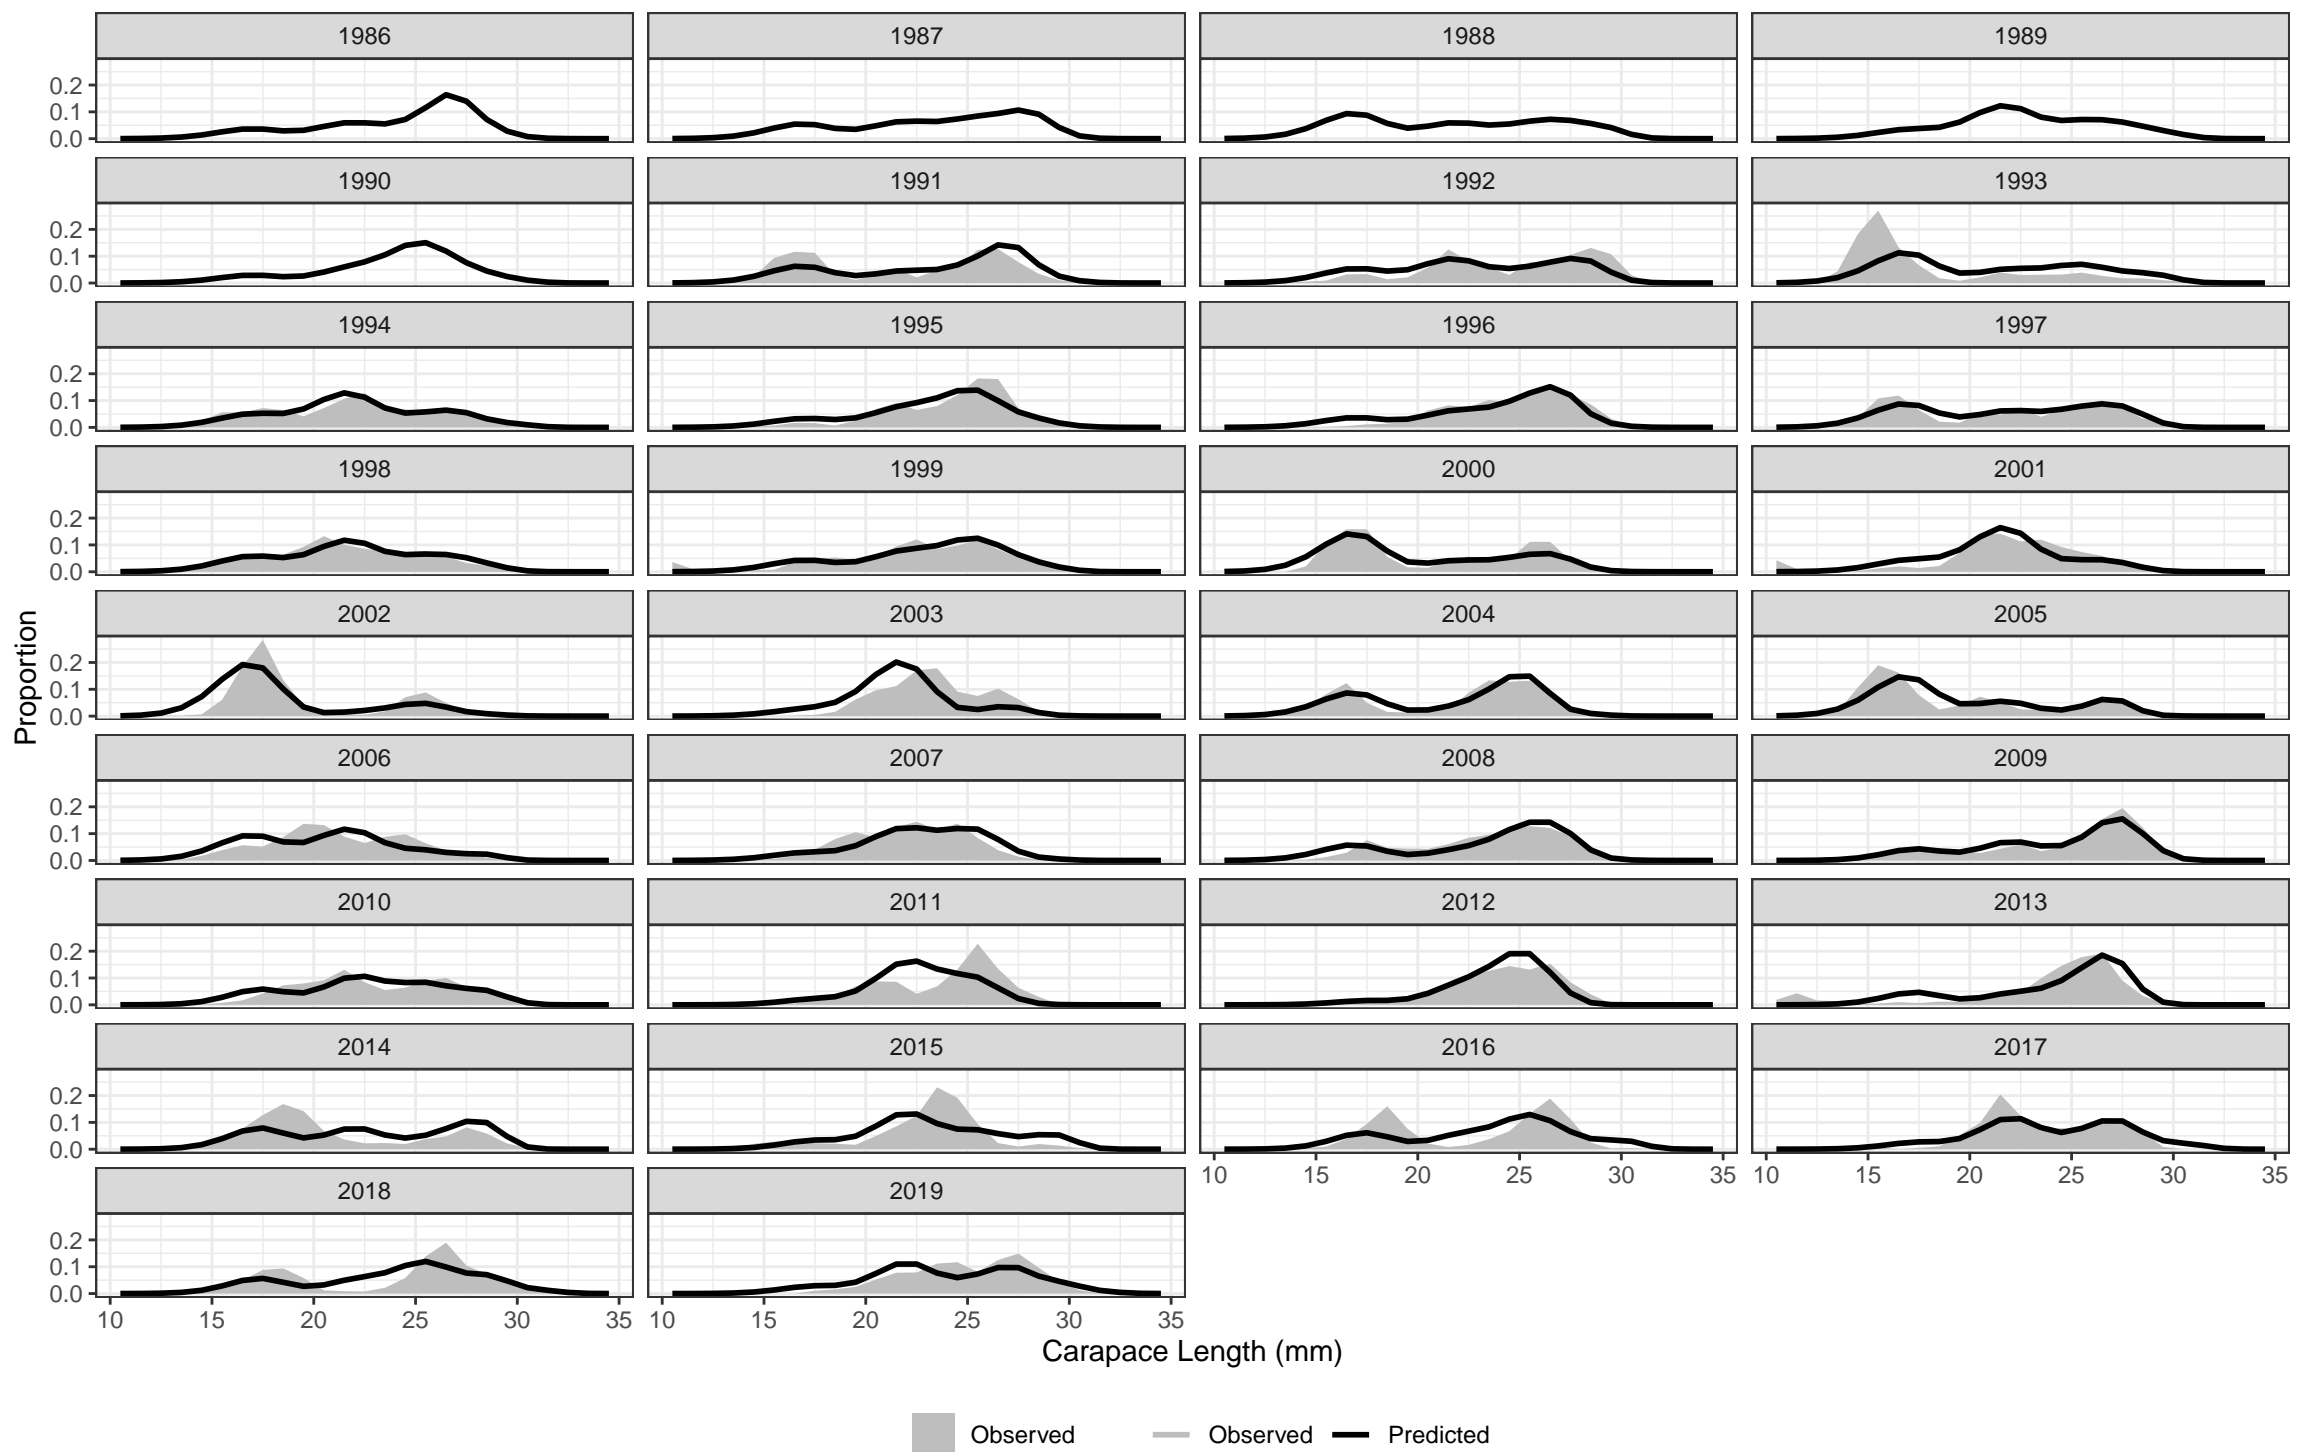 1986 1987 1988 1989
0.2
0.1
0.0
1990 1991 1992 1993
0.2
0.1
0.0
1994 1995 1996 1997
0.2
0.1
0.0
1998 1999 2000 2001
0.2
0.1
0.0
2002 2003 2004 2005
0.2
0.1
0.0
Proportion
2006 2007 2008 2009
0.2
0.1
0.0
2010 2011 2012 2013
0.2
0.1
0.0
2014 2015 2016 2017
0.2
0.1
0.0
10 15 20 25 30 35 10 15 20 25 30 35
2018 2019
0.2
0.1
0.0
10 15 20 25 30 35 10 15 20 25 30 35
Carapace Length (mm)
Observed Observed Predicted